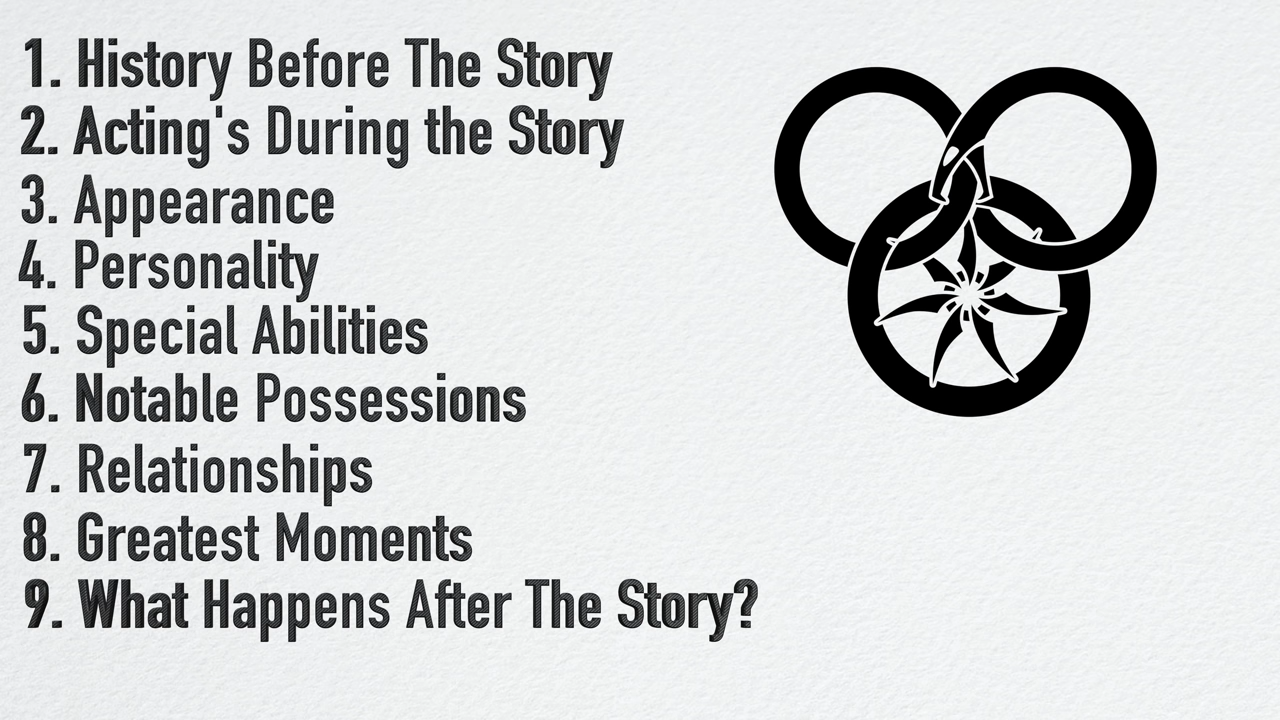 1. History Before The Story
2. Acting's During the Story
3. Appearance
4. Personality
5. Special Abilities
6. Notable Possessions
7. Relationships
8. Greatest Moments
9. What Happens After The Story?